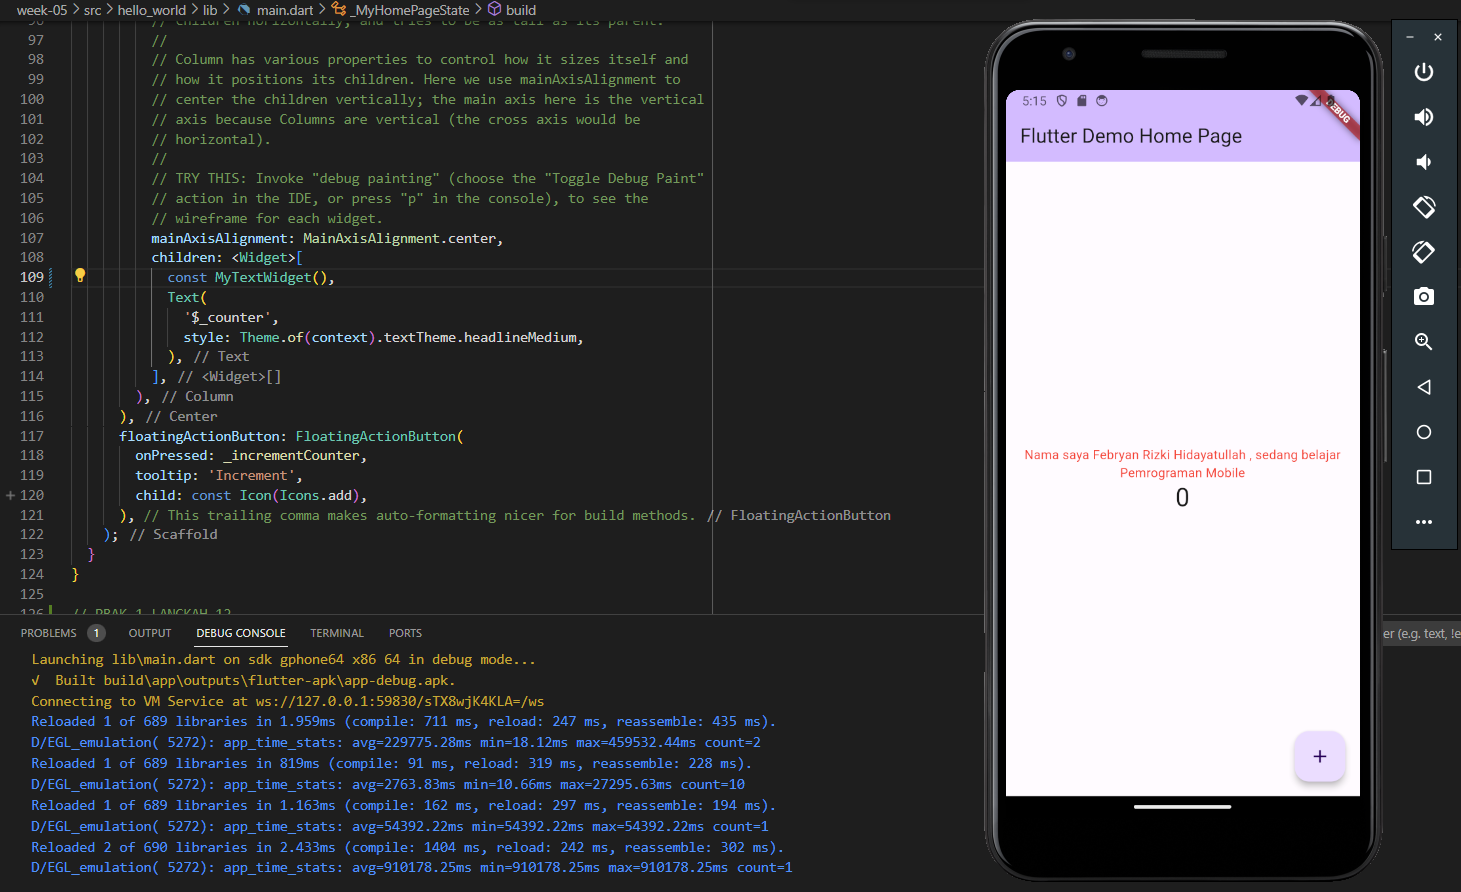 week-05 > src > hello_world > lib > main.dart > _MyHomePageState > build
96 // children horizontally, and tries to be as tall as its parent.
97 //
98 // Column has various properties to control how it sizes itself and
99 // how it positions its children. Here we use mainAxisAlignment to
100 // center the children vertically; the main axis here is the vertical
101 // axis because Columns are vertical (the cross axis would be
102 // horizontal).
103 //
104 // TRY THIS: Invoke "debug painting" (choose the "Toggle Debug Paint"
105 // action in the IDE, or press "p" in the console), to see the
106 // wireframe for each widget.
107 mainAxisAlignment: MainAxisAlignment.center,
108 children: <Widget>[
109 const MyTextWidget(),
110 Text(
111 '$_counter',
112 style: Theme.of(context).textTheme.headlineMedium,
113 ), // Text
114 ], // <Widget>[]
115 ), // Column
116 ), // Center
117 floatingActionButton: FloatingActionButton(
118 onPressed: _incrementCounter,
119 tooltip: 'Increment',
120 child: const Icon(Icons.add),
121 ), // This trailing comma makes auto-formatting nicer for build methods. // FloatingActionButton
122 ); // Scaffold
123 }
124 }
125
126 // PRAK 1 LANGKAH 12
PROBLEMS 1 OUTPUT DEBUG CONSOLE TERMINAL PORTS
er (e.g. text, !e
Launching lib\main.dart on sdk gphone64 x86 64 in debug mode...
√ Built build\app\outputs\flutter-apk\app-debug.apk.
Connecting to VM Service at ws://127.0.0.1:59830/sTX8wjK4KLA=/ws
Reloaded 1 of 689 libraries in 1.959ms (compile: 711 ms, reload: 247 ms, reassemble: 435 ms).
D/EGL_emulation( 5272): app_time_stats: avg=229775.28ms min=18.12ms max=459532.44ms count=2
Reloaded 1 of 689 libraries in 819ms (compile: 91 ms, reload: 319 ms, reassemble: 228 ms).
D/EGL_emulation( 5272): app_time_stats: avg=2763.83ms min=10.66ms max=27295.63ms count=10
Reloaded 1 of 689 libraries in 1.163ms (compile: 162 ms, reload: 297 ms, reassemble: 194 ms).
D/EGL_emulation( 5272): app_time_stats: avg=54392.22ms min=54392.22ms max=54392.22ms count=1
Reloaded 2 of 690 libraries in 2.433ms (compile: 1404 ms, reload: 242 ms, reassemble: 302 ms).
D/EGL_emulation( 5272): app_time_stats: avg=910178.25ms min=910178.25ms max=910178.25ms count=1
5:15
DEBUG
Flutter Demo Home Page
Nama saya Febryan Rizki Hidayatullah , sedang belajar
Pemrograman Mobile
0